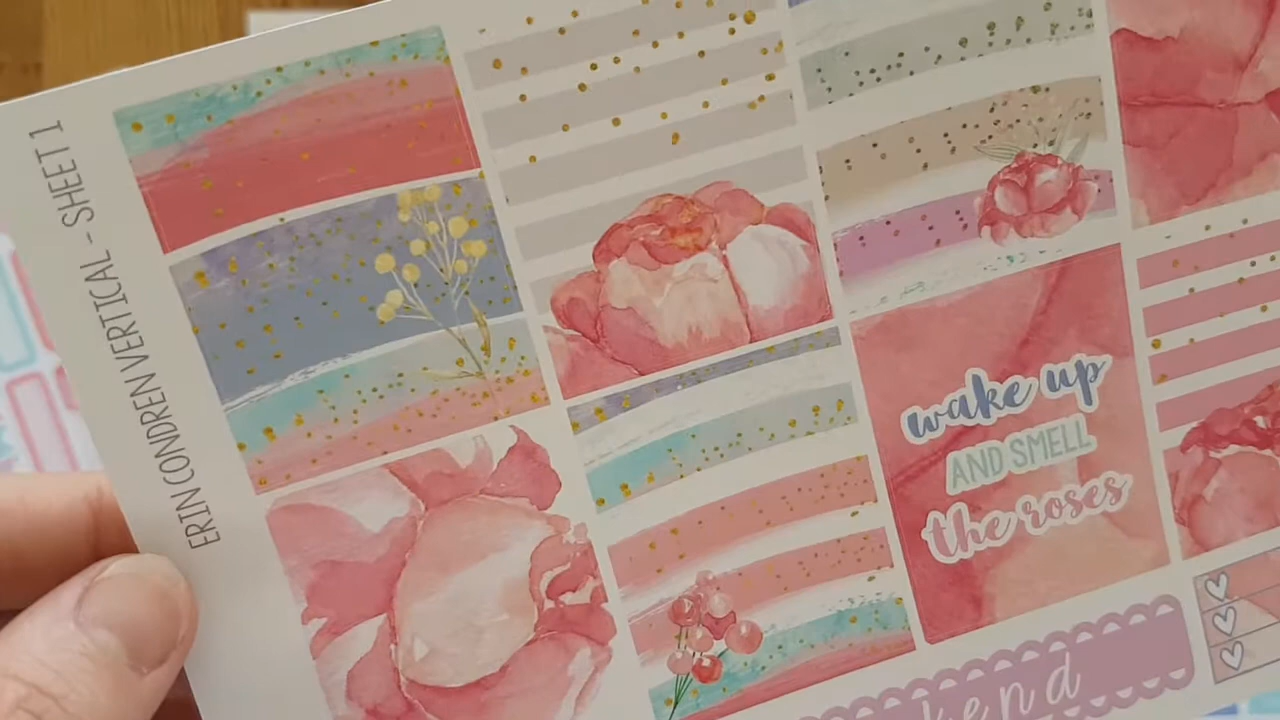 ERIN CONDREN VERTICAL - SHEET 1
wake up
AND SMELL
the roses